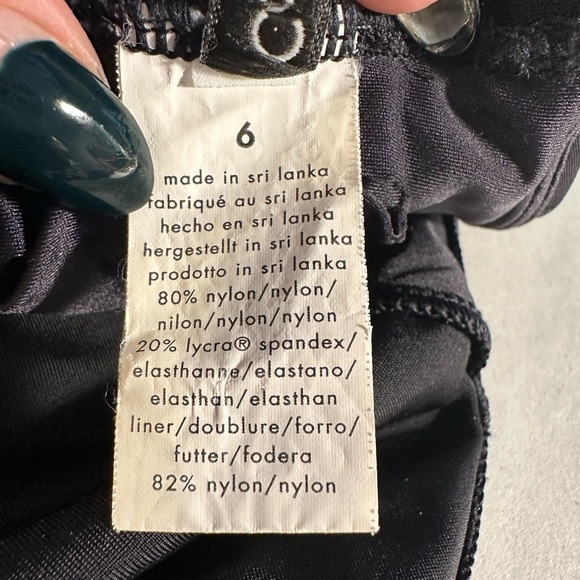 6
made in sri lanka
fabriqué au sri lanka
hecho en sri lanka
hergestellt in sri lanka
prodotto in sri lanka
80% nylon/nylon/
nilon/nylon/nylon
20% lycra® spandex/
elasthanne/elastano/
elasthan/elasthan
liner/doublure/forro/
futter/fodera
82% nylon/nylon